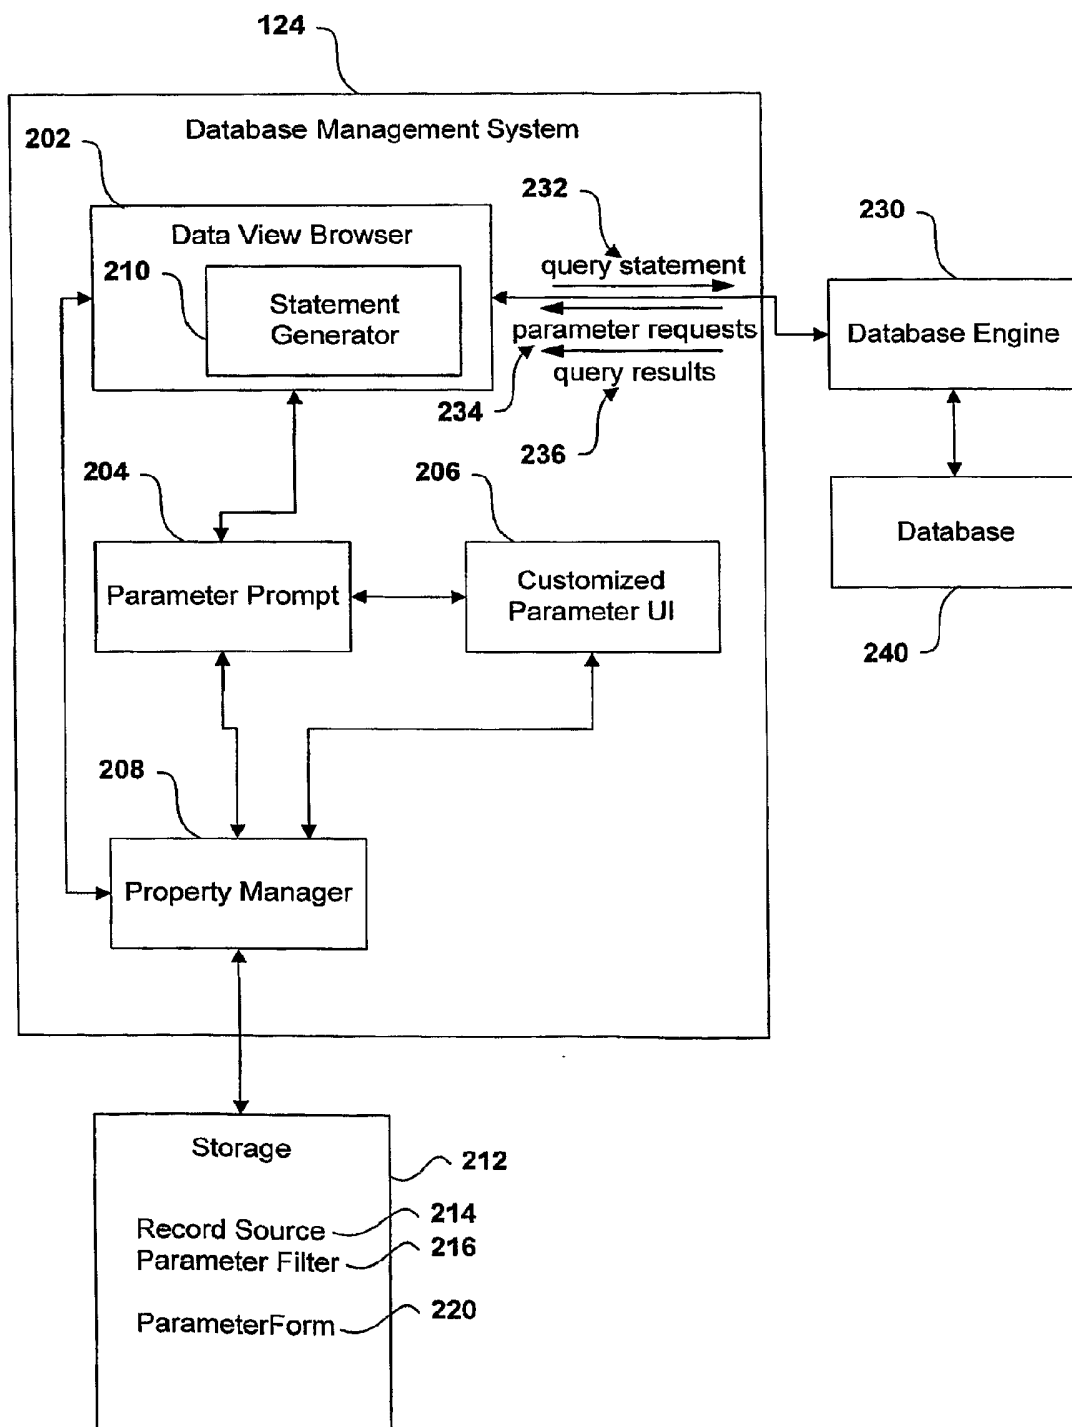 124
Database Management System
202
232
230
Data View Browser
210
query statement
Statement
Generator
parameter requests
Database Engine
query results
234
236
204
206
Database
Parameter Prompt
Customized
Parameter UI
240
208
Property Manager
Storage
212
Record Source
214
Parameter Filter
216
ParameterForm
220